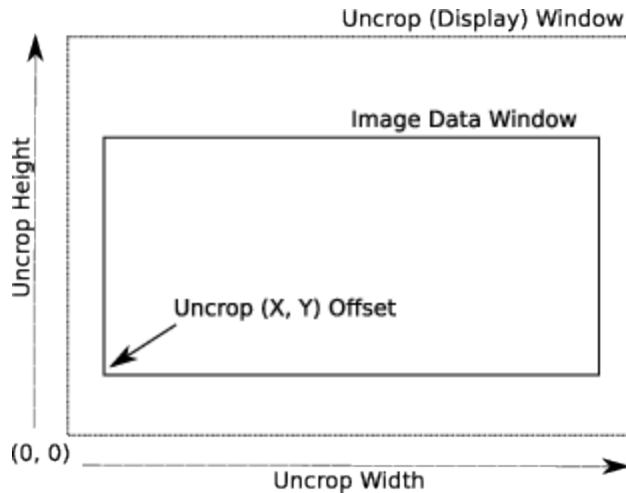 Uncrop (Display) Window
Image Data Window
Uncrop Height
Uncrop (X, Y) Offset
(0, 0)
Uncrop Width